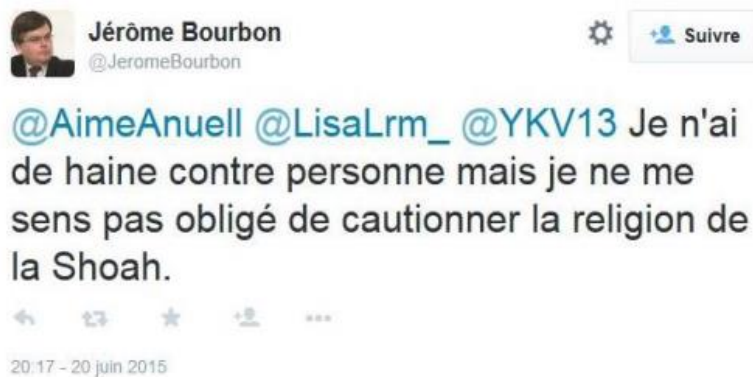 Jérôme Bourbon
@JeromeBourbon
Suivre
@AimeAnuell @LisaLrm_ @YKV13 Je n'ai
de haine contre personne mais je ne me
sens pas obligé de cautionner la religion de
la Shoah.
20:17 - 20 juin 2015